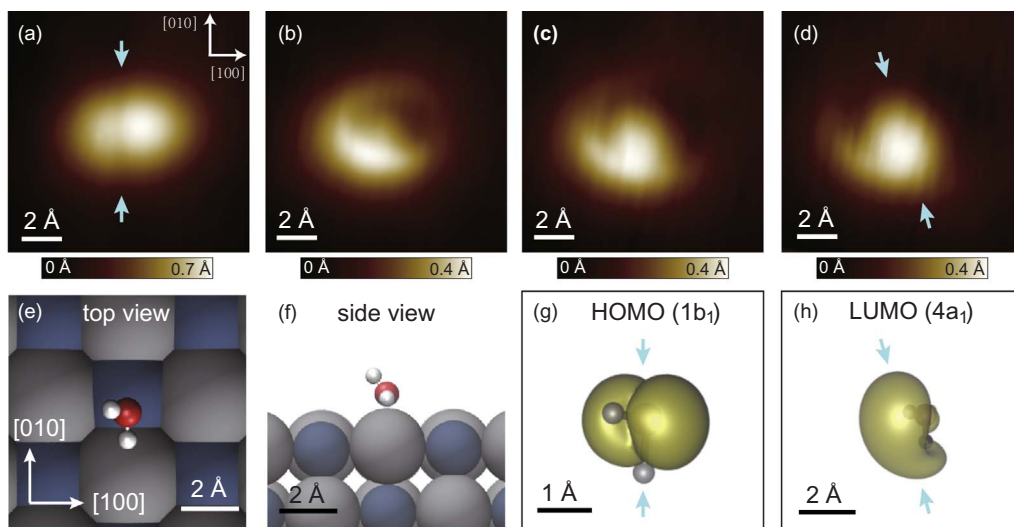 (a)
[010]
[100]
2 Å
0 Å 0.7 Å
(b)
2 Å
0 Å 0.4 Å
(c)
2 Å
0 Å 0.4 Å
(d)
2 Å
0 Å 0.4 Å
(e) top view
[010]
[100]
2 Å
(f) side view
2 Å
(g) HOMO (1b₁)
1 Å
(h) LUMO (4a₁)
2 Å